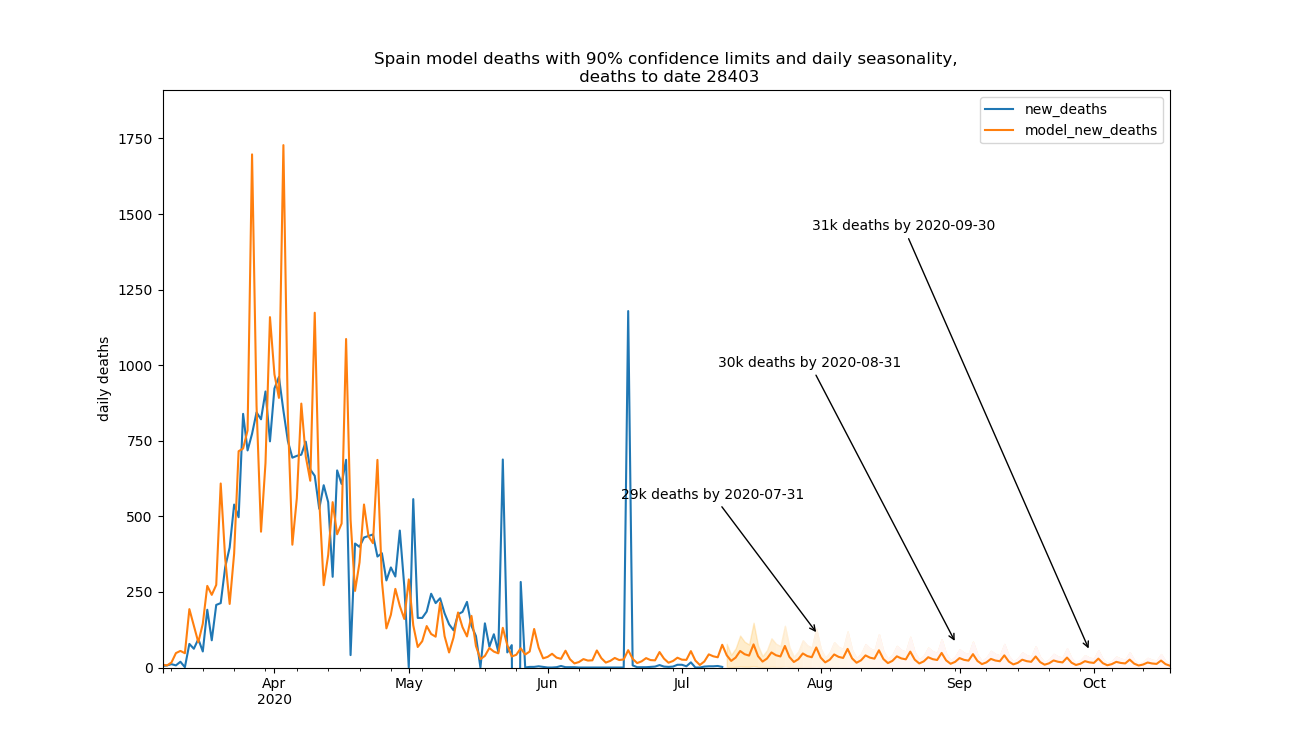 Spain model deaths with 90% confidence limits and daily seasonality,
deaths to date 28403
new_deaths
model_new_deaths
1750
1500
1250
1000
750
500
250
0
daily deaths
31k deaths by 2020-09-30
30k deaths by 2020-08-31
29k deaths by 2020-07-31
Apr May Jun Jul Aug Sep Oct
2020